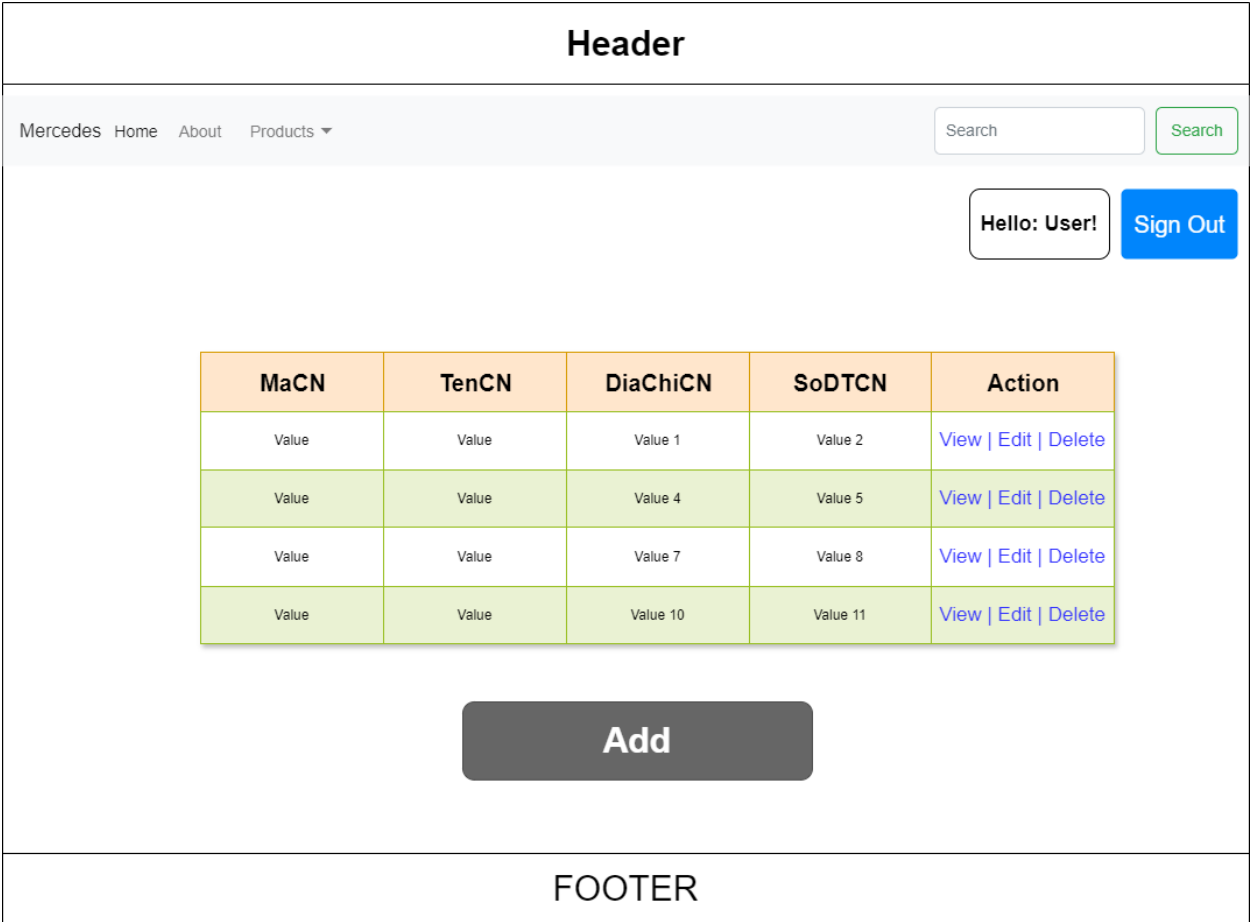 Header
Mercedes Home About Products
Search Search
Hello: User! Sign Out
MaCN TenCN DiaChiCN SoDTCN Action
Value Value Value 1 Value 2 View | Edit | Delete
Value Value Value 4 Value 5 View | Edit | Delete
Value Value Value 7 Value 8 View | Edit | Delete
Value Value Value 10 Value 11 View | Edit | Delete
Add
FOOTER